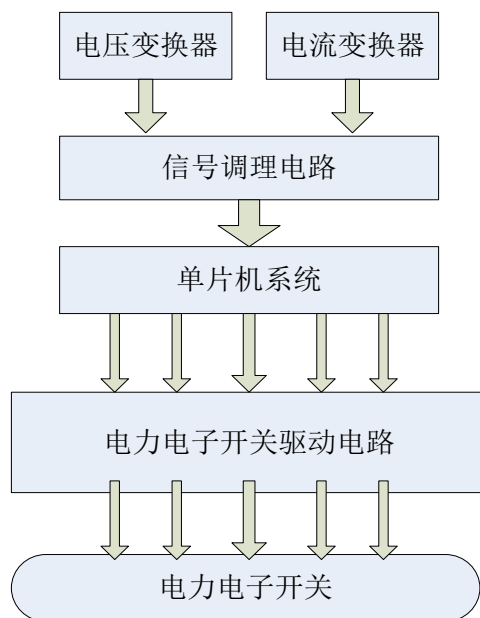 电压变换器
电流变换器
信号调理电路
单片机系统
电力电子开关驱动电路
电力电子开关